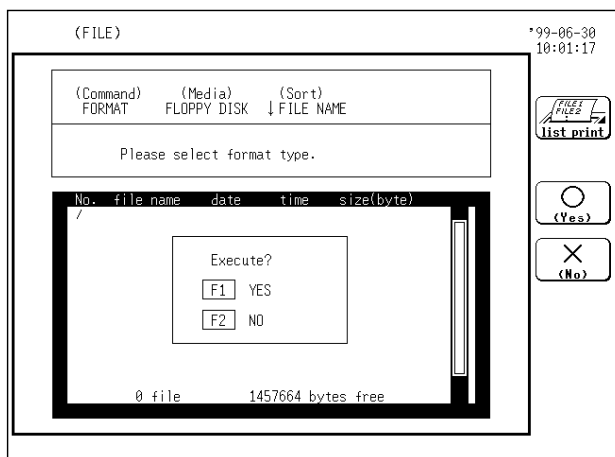 (FILE)
'99-06-30
10:01:17
(Command) (Media) (Sort)
FORMAT FLOPPY DISK ↓FILE NAME
Please select format type.
FILE1
FILE2
list print
No. file name date time size(byte)
/
Execute?
F1 YES
F2 NO
(Yes)
(No)
0 file 1457664 bytes free